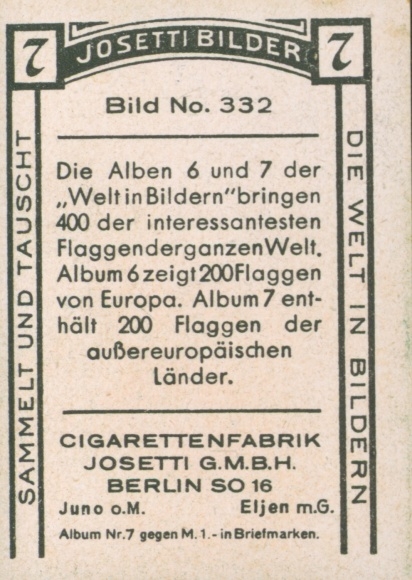 7 JOSETTI BILDER 7
Bild No. 332
Die Alben 6 und 7 der
„Welt in Bildern" bringen
400 der interessantesten
Flaggen der ganzen Welt.
Album 6 zeigt 200 Flaggen
von Europa. Album 7 ent-
hält 200 Flaggen der
außereuropäischen
Länder.
CIGARETTENFABRIK
JOSETTI G.M.B.H.
BERLIN SO 16
Juno o.M. Eljen m.G.
Album Nr.7 gegen M. 1.- in Briefmarken.
SAMMELT UND TAUSCHT
DIE WELT IN BILDERN